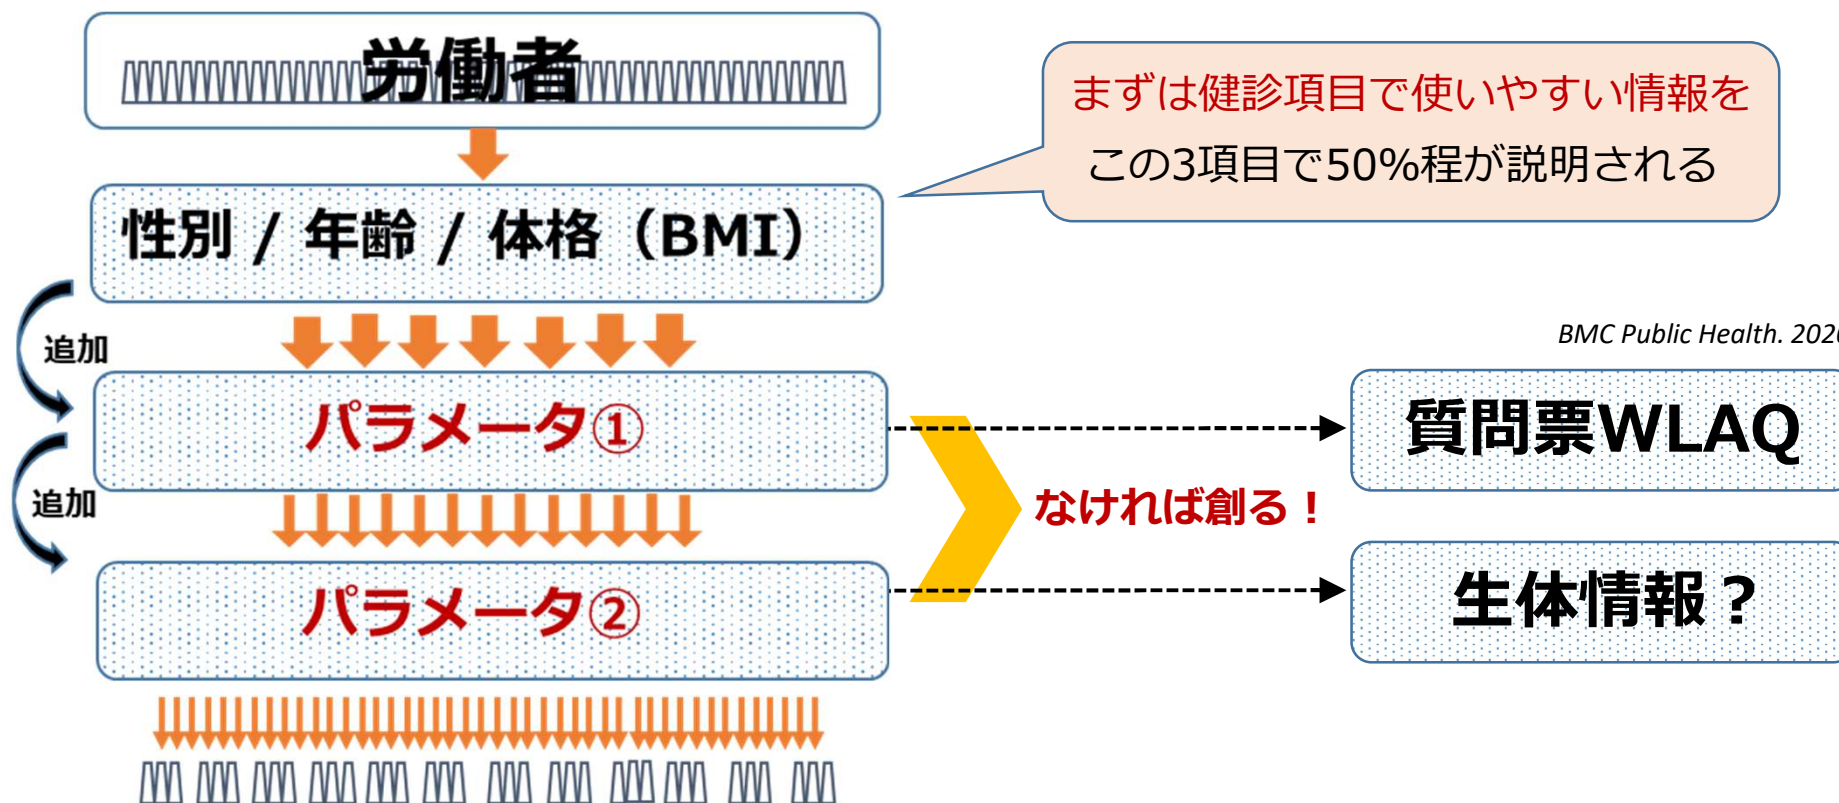 労働者
まずは健診項目で使いやすい情報を
この3項目で50%程が説明される
性別 / 年齢 / 体格（BMI）
追加
BMC Public Health. 2020
パラメータ①
質問票WLAQ
追加
なければ創る！
パラメータ②
生体情報？